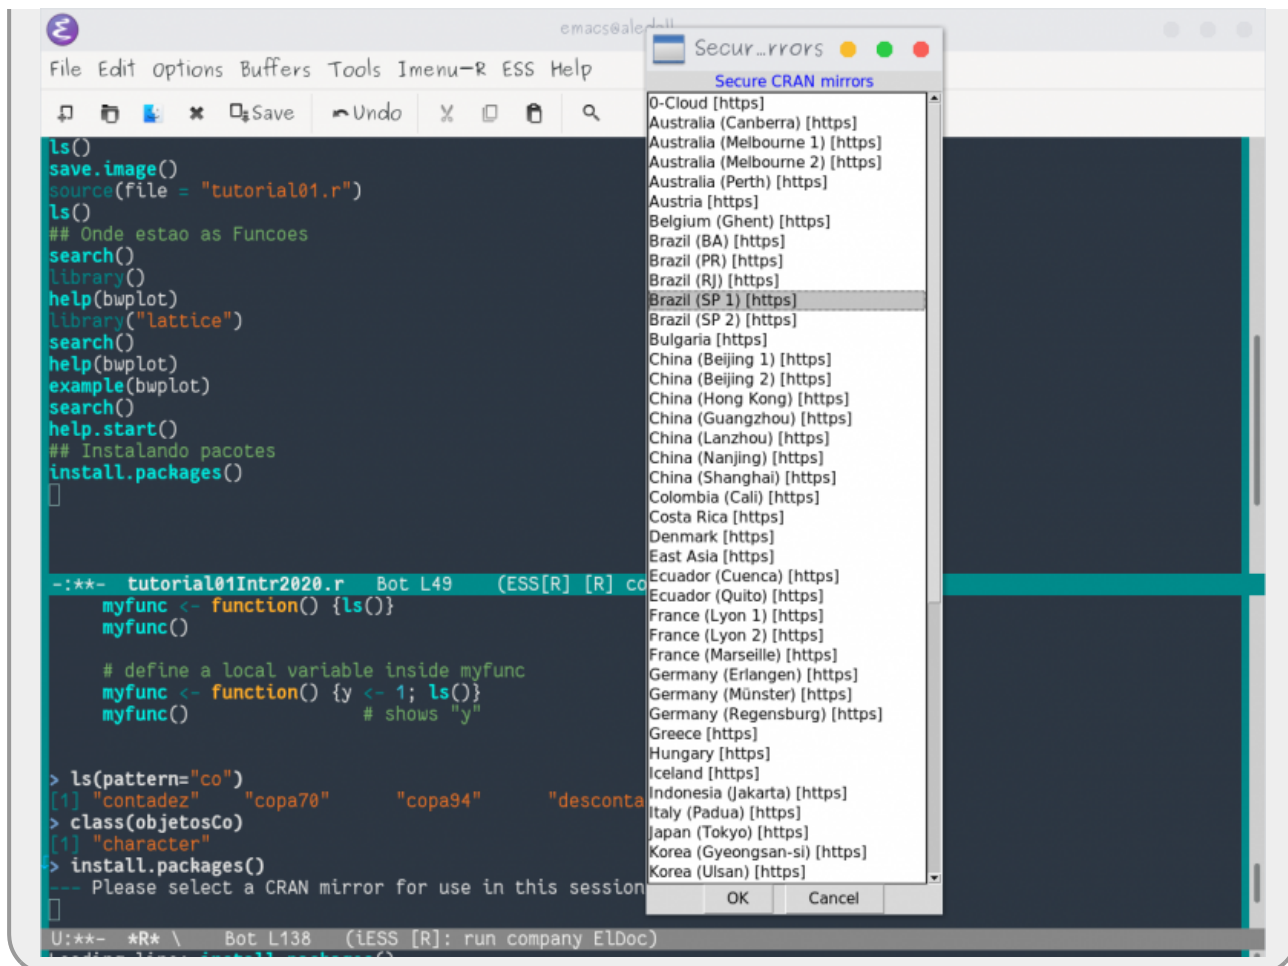 emacs@aledall
File Edit Options Buffers Tools Imenu-R ESS Help
Save Undo
ls()
save.image()
source(file = "tutorial01.r")
ls()
## Onde estao as Funcoes
search()
library()
help(bwplot)
library("lattice")
search()
help(bwplot)
example(bwplot)
search()
help.start()
## Instalando pacotes
install.packages()
-:**- tutorial01Intr2020.r Bot L49 (ESS[R] [R] co
myfunc <- function() {ls()}
myfunc()
# define a local variable inside myfunc
myfunc <- function() {y <- 1; ls()}
myfunc() # shows "y"
> ls(pattern="co")
[1] "contadez" "copa70" "copa94" "desconta
> class(objetosCo)
[1] "character"
> install.packages()
--- Please select a CRAN mirror for use in this session
U:**- *R* \ Bot L138 (iESS [R]: run company ElDoc)
Loading line: install.packages()
Secur...rrors
Secure CRAN mirrors
0-Cloud [https]
Australia (Canberra) [https]
Australia (Melbourne 1) [https]
Australia (Melbourne 2) [https]
Australia (Perth) [https]
Austria [https]
Belgium (Ghent) [https]
Brazil (BA) [https]
Brazil (PR) [https]
Brazil (RJ) [https]
Brazil (SP 1) [https]
Brazil (SP 2) [https]
Bulgaria [https]
China (Beijing 1) [https]
China (Beijing 2) [https]
China (Hong Kong) [https]
China (Guangzhou) [https]
China (Lanzhou) [https]
China (Nanjing) [https]
China (Shanghai) [https]
Colombia (Cali) [https]
Costa Rica [https]
Denmark [https]
East Asia [https]
Ecuador (Cuenca) [https]
Ecuador (Quito) [https]
France (Lyon 1) [https]
France (Lyon 2) [https]
France (Marseille) [https]
Germany (Erlangen) [https]
Germany (Münster) [https]
Germany (Regensburg) [https]
Greece [https]
Hungary [https]
Iceland [https]
Indonesia (Jakarta) [https]
Italy (Padua) [https]
Japan (Tokyo) [https]
Korea (Gyeongsan-si) [https]
Korea (Ulsan) [https]
OK Cancel